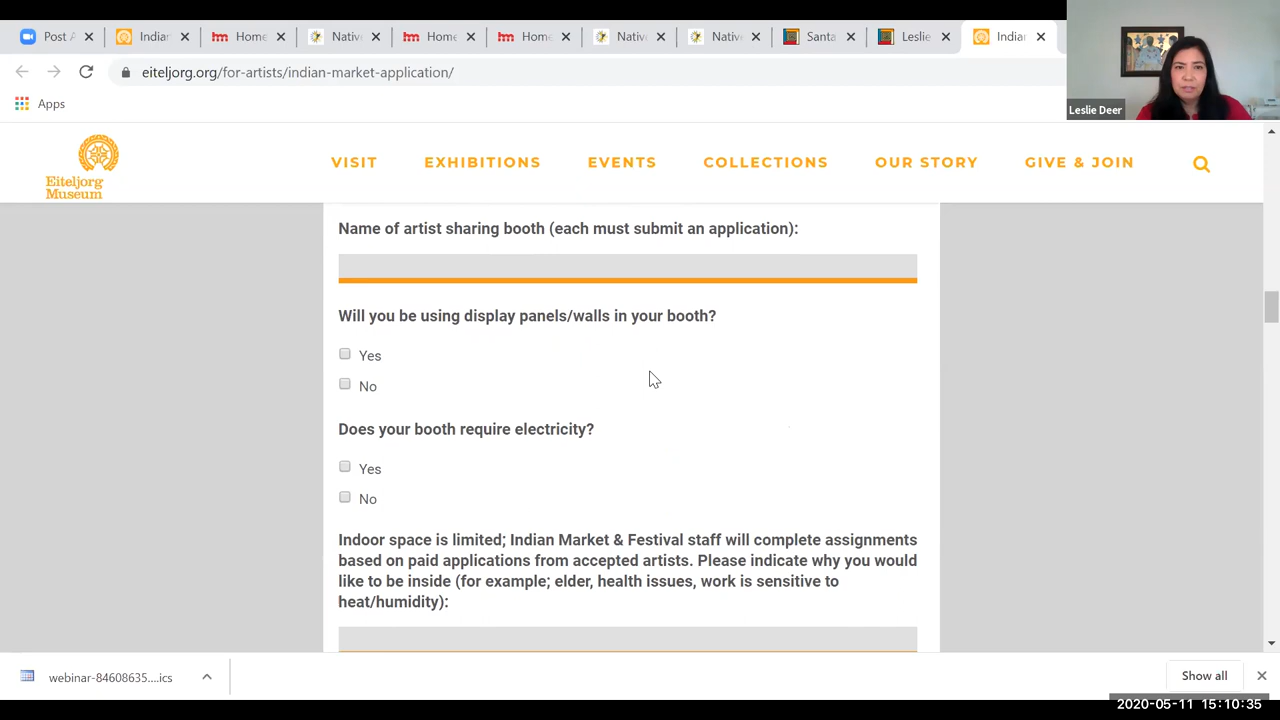 Post A
Indian
Home
Nativ
Home
Home
Nativ
Nativ
Santa
Leslie
Indian
eiteljorg.org/for-artists/indian-market-application/
Apps
Leslie Deer
Eiteljorg
Museum
VISIT
EXHIBITIONS
EVENTS
COLLECTIONS
OUR STORY
GIVE & JOIN
Name of artist sharing booth (each must submit an application):
Will you be using display panels/walls in your booth?
Yes
No
Does your booth require electricity?
Yes
No
Indoor space is limited; Indian Market & Festival staff will complete assignments
based on paid applications from accepted artists. Please indicate why you would
like to be inside (for example; elder, health issues, work is sensitive to
heat/humidity):
webinar-84608635....ics
Show all
2020-05-11 15:10:35